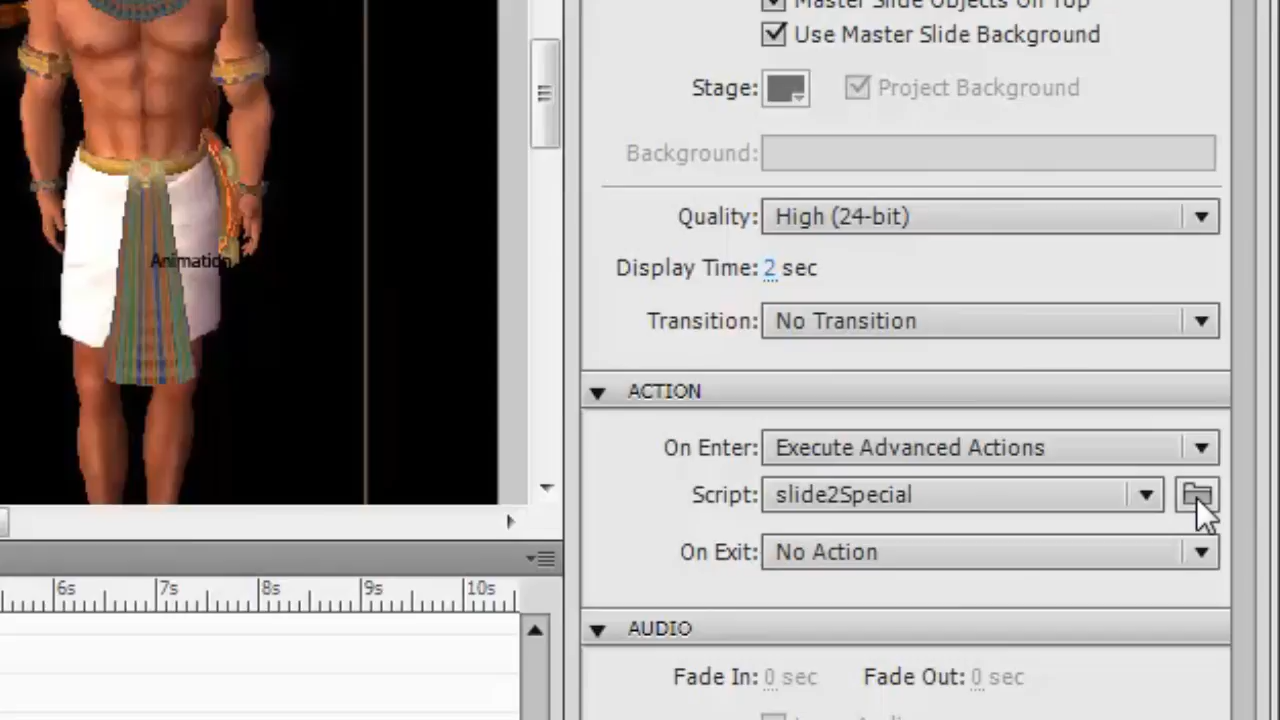 Master Slide Objects On Top
Use Master Slide Background
Stage:
Project Background
Background:
Quality: High (24-bit)
Animation
Display Time: 2 sec
Transition: No Transition
ACTION
On Enter: Execute Advanced Actions
Script: slide2Special
On Exit: No Action
6s 7s 8s 9s 10s
AUDIO
Fade In: 0 sec Fade Out: 0 sec